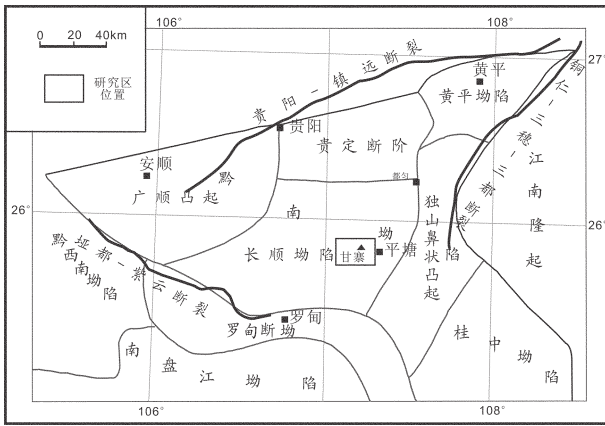 106°
108°
0 20 40km
研究区
位置
27°
贵阳－镇远断裂
黄平
黄平坳陷
铜仁－三穗－三都断裂
贵阳
贵定断阶
安顺
广顺凸起
都匀
黔南坳陷
江南隆起
26°
26°
独山鼻状凸起
长顺坳陷
甘寨
平塘
黔西南坳陷
垭都－紫云断裂
罗甸
罗甸断坳
桂中坳陷
南盘江坳陷
106°
108°